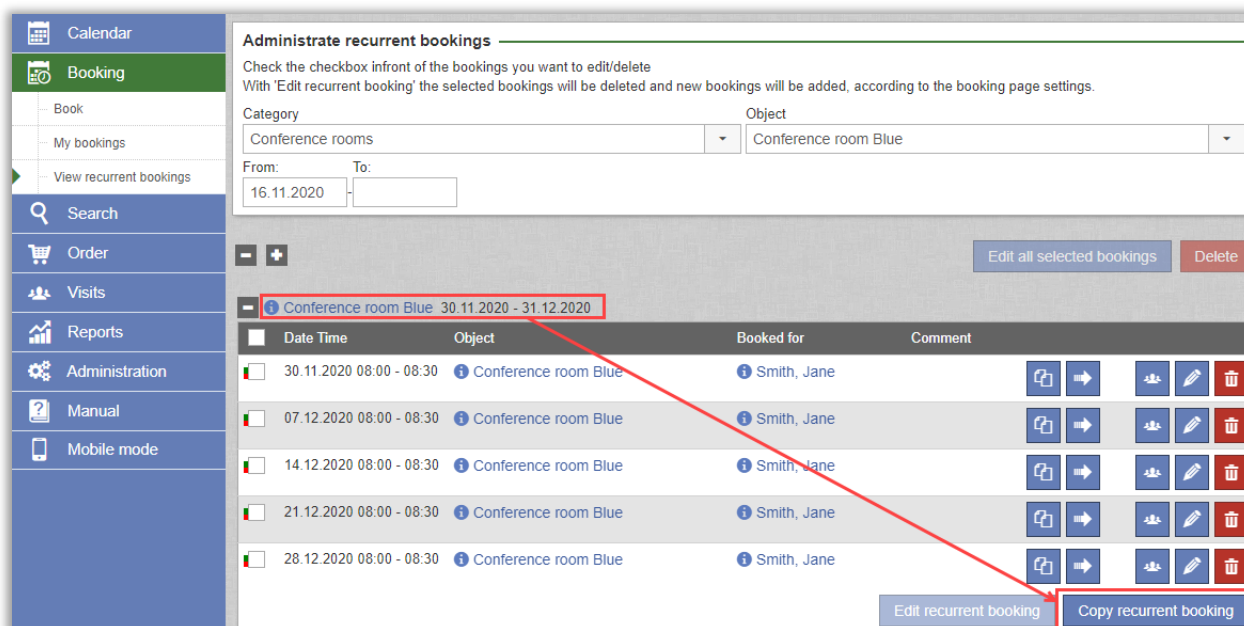 Calendar
Booking
Book
My bookings
View recurrent bookings
Search
Order
Visits
Reports
Administration
Manual
Mobile mode
Administrate recurrent bookings
Check the checkbox infront of the bookings you want to edit/delete
With 'Edit recurrent booking' the selected bookings will be deleted and new bookings will be added, according to the booking page settings.
Category Object
Conference rooms Conference room Blue
From: To:
16.11.2020 -
Edit all selected bookings Delete
Conference room Blue 30.11.2020 - 31.12.2020
Date Time Object Booked for Comment
30.11.2020 08:00 - 08:30 Conference room Blue Smith, Jane
07.12.2020 08:00 - 08:30 Conference room Blue Smith, Jane
14.12.2020 08:00 - 08:30 Conference room Blue Smith, Jane
21.12.2020 08:00 - 08:30 Conference room Blue Smith, Jane
28.12.2020 08:00 - 08:30 Conference room Blue Smith, Jane
Edit recurrent booking Copy recurrent booking